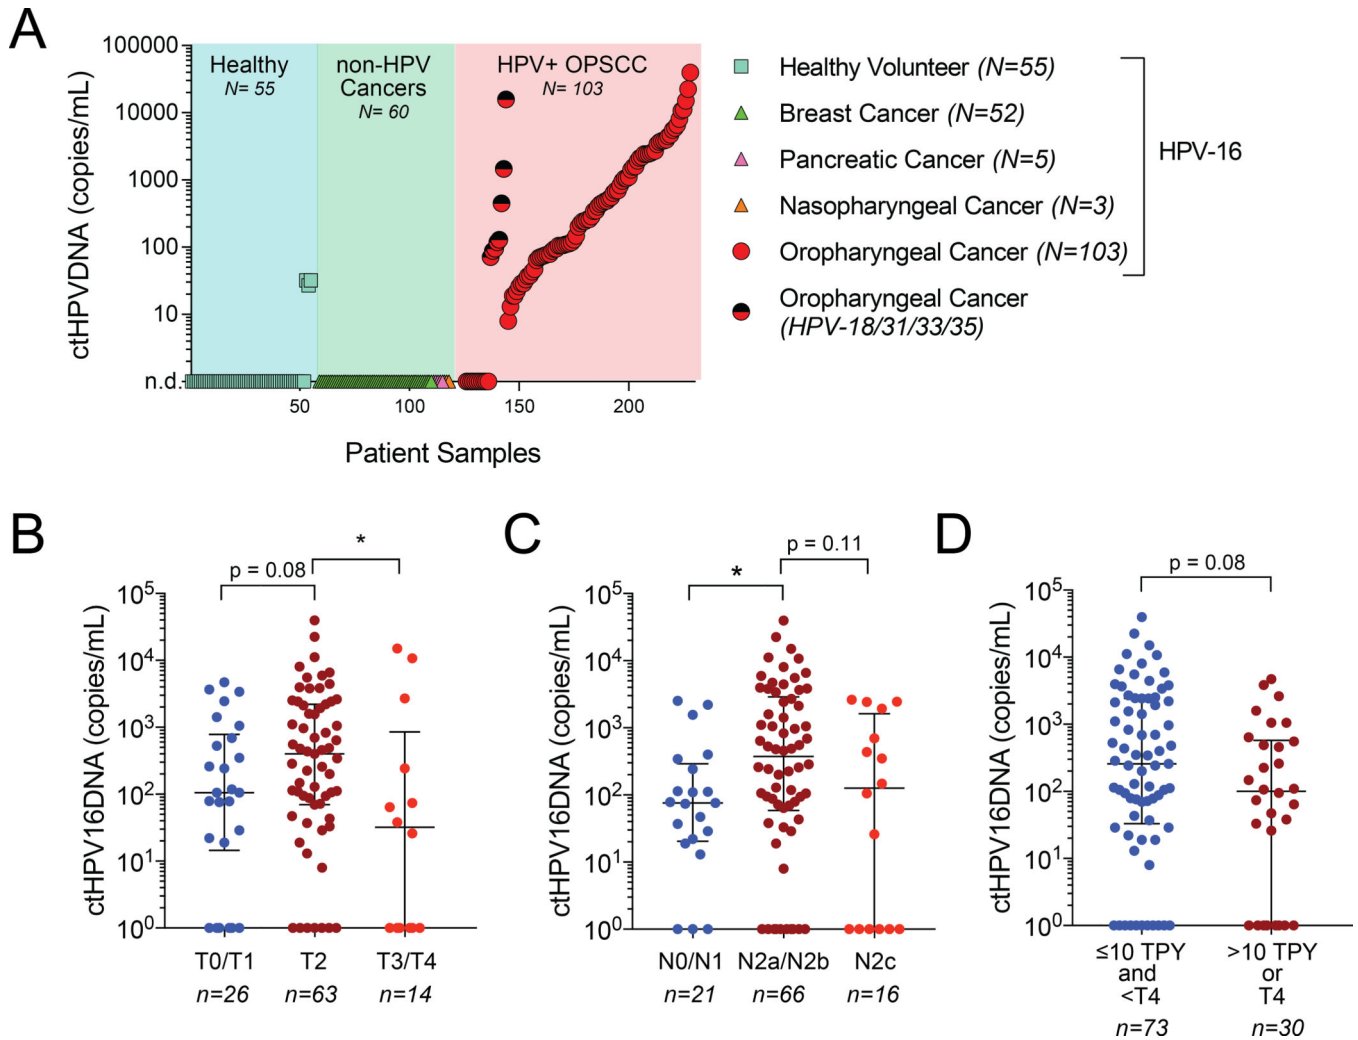 A
ctHPVDNA (copies/mL)
100000
10000
1000
100
10
n.d.
Healthy
N= 55
non-HPV
Cancers
N= 60
HPV+ OPSCC
N= 103
50
100
150
200
Patient Samples
Healthy Volunteer (N=55)
Breast Cancer (N=52)
Pancreatic Cancer (N=5)
Nasopharyngeal Cancer (N=3)
Oropharyngeal Cancer (N=103)
Oropharyngeal Cancer
(HPV-18/31/33/35)
HPV-16
B
ctHPV16DNA (copies/mL)
p = 0.08
*
10⁵
10⁴
10³
10²
10¹
10⁰
T0/T1
T2
T3/T4
n=26
n=63
n=14
C
ctHPV16DNA (copies/mL)
*
p = 0.11
10⁵
10⁴
10³
10²
10¹
10⁰
N0/N1
N2a/N2b
N2c
n=21
n=66
n=16
D
ctHPV16DNA (copies/mL)
p = 0.08
10⁵
10⁴
10³
10²
10¹
10⁰
≤10 TPY
and
<T4
n=73
>10 TPY
or
T4
n=30